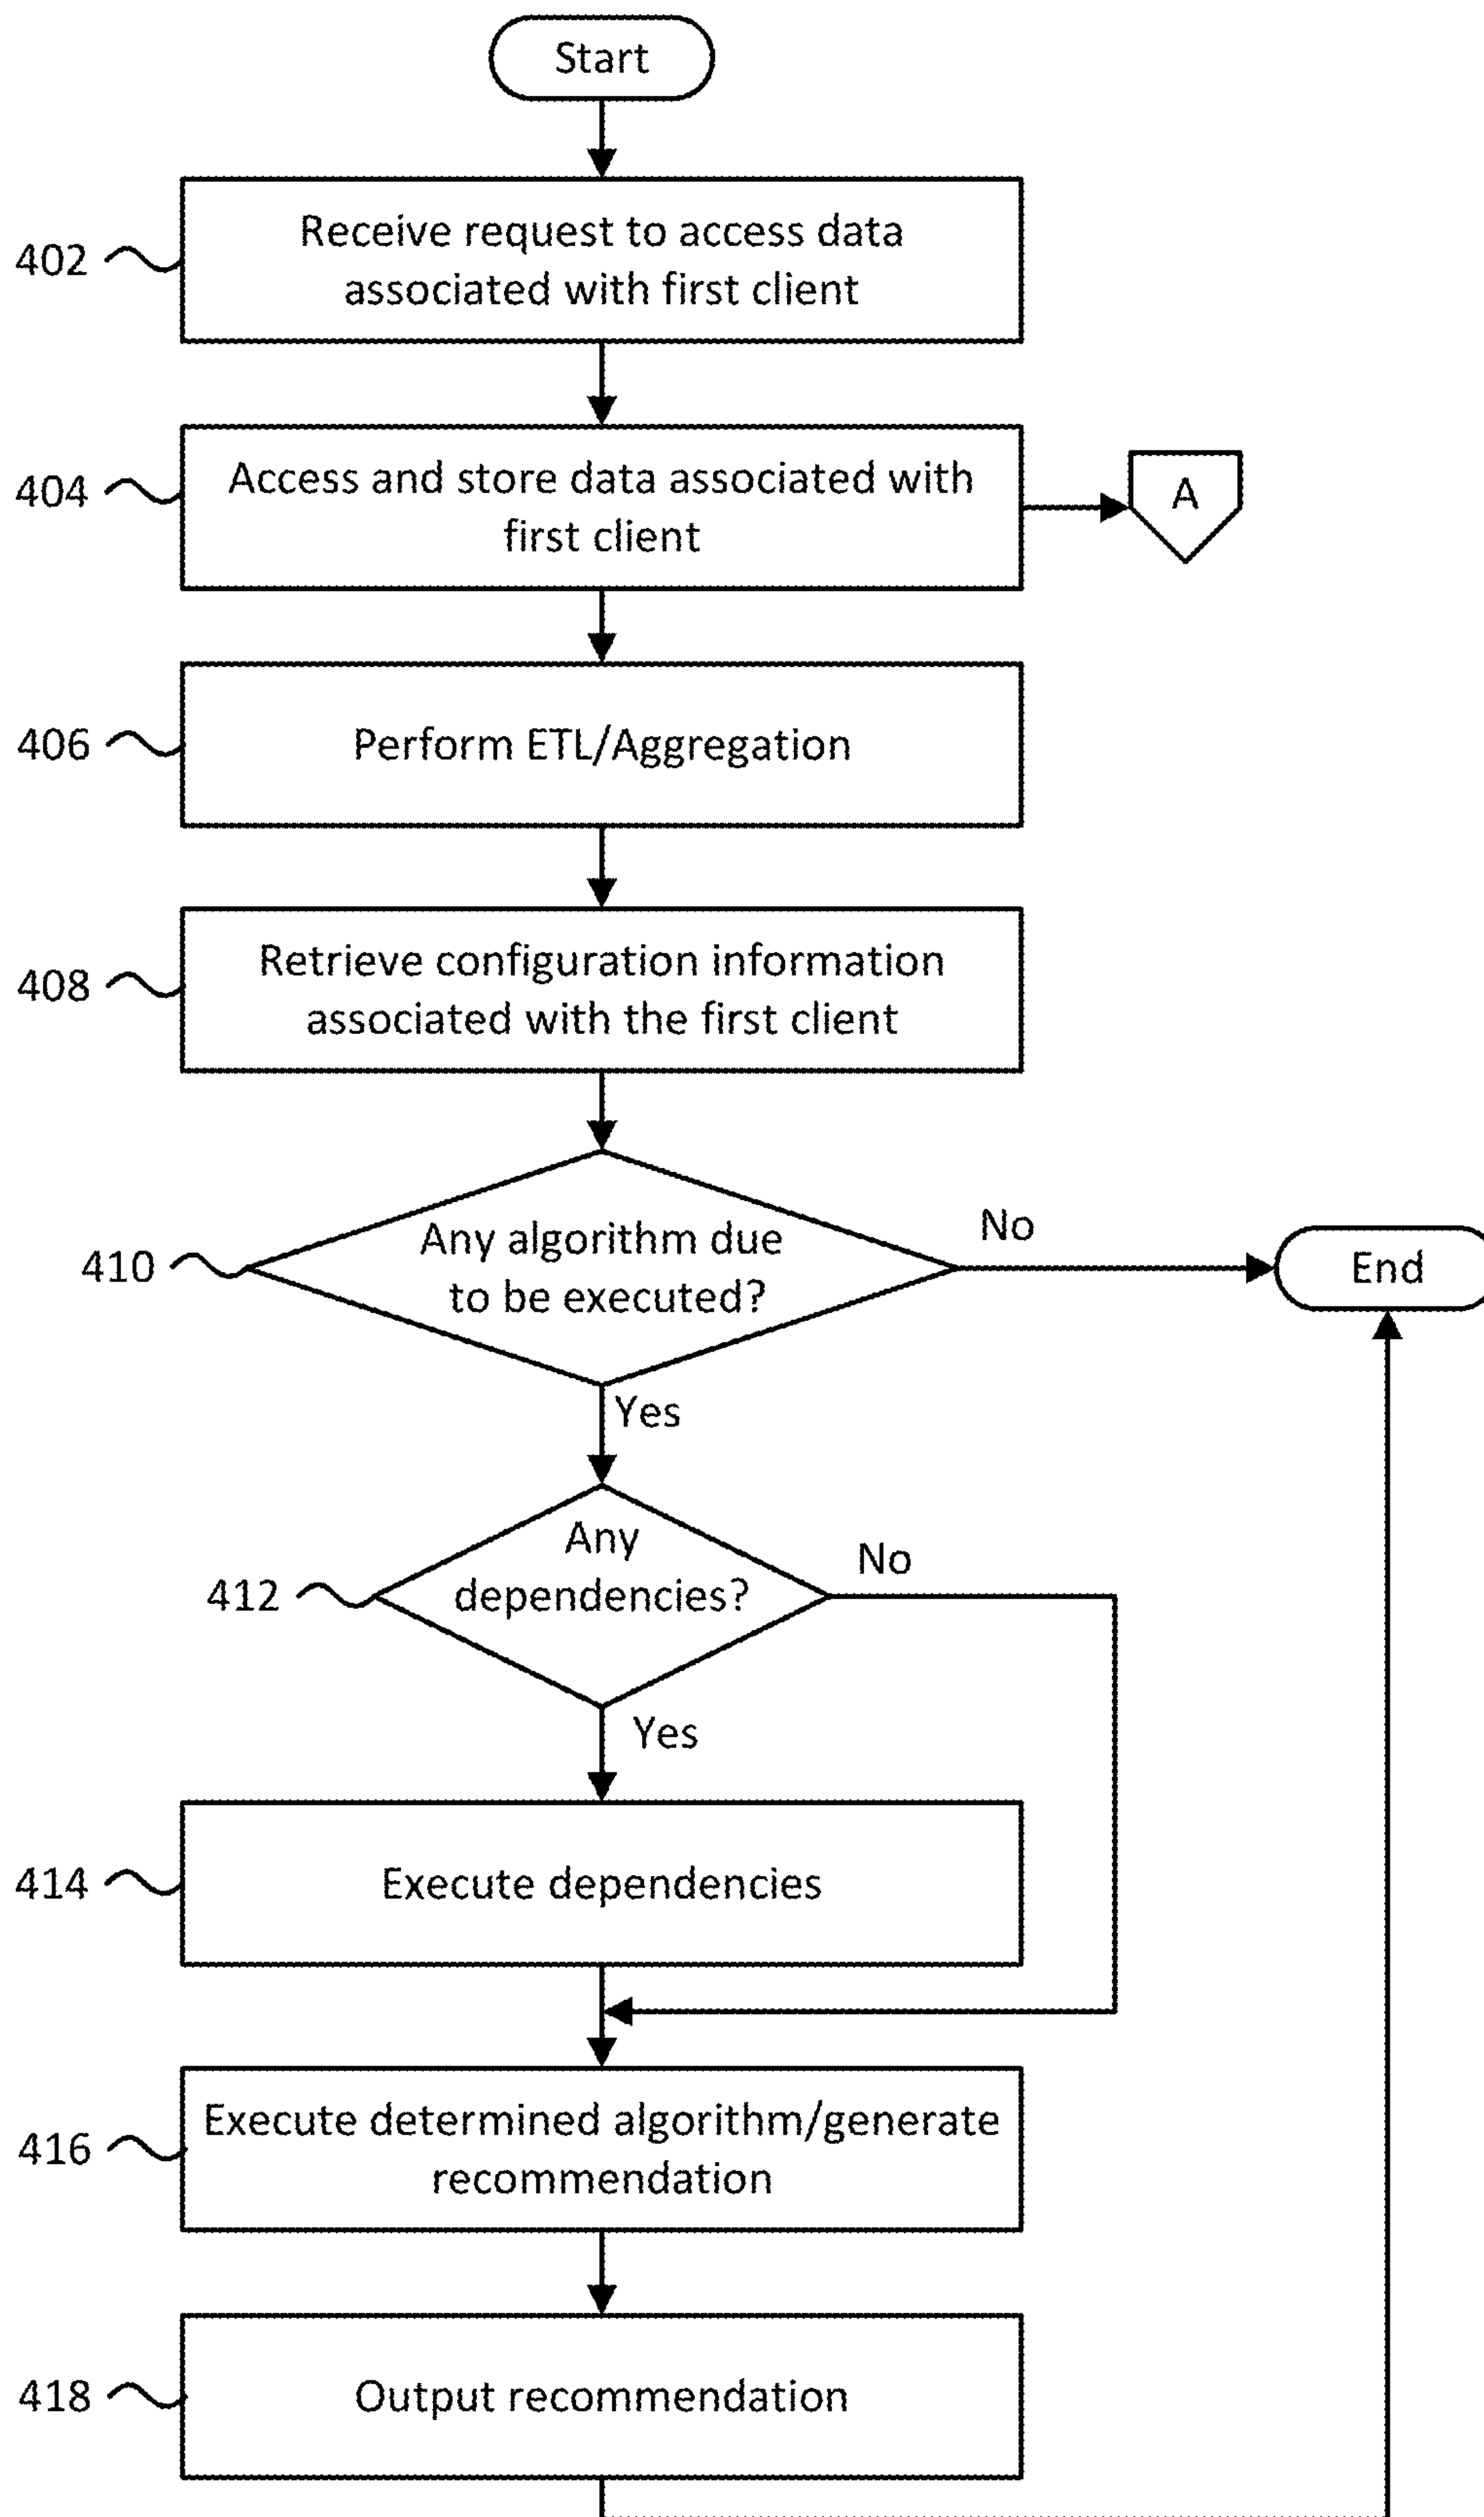 Start
402
Receive request to access data
associated with first client
404
Access and store data associated with
first client
A
406
Perform ETL/Aggregation
408
Retrieve configuration information
associated with the first client
410
Any algorithm due
to be executed?
No
End
Yes
412
Any
dependencies?
No
Yes
414
Execute dependencies
416
Execute determined algorithm/generate
recommendation
418
Output recommendation